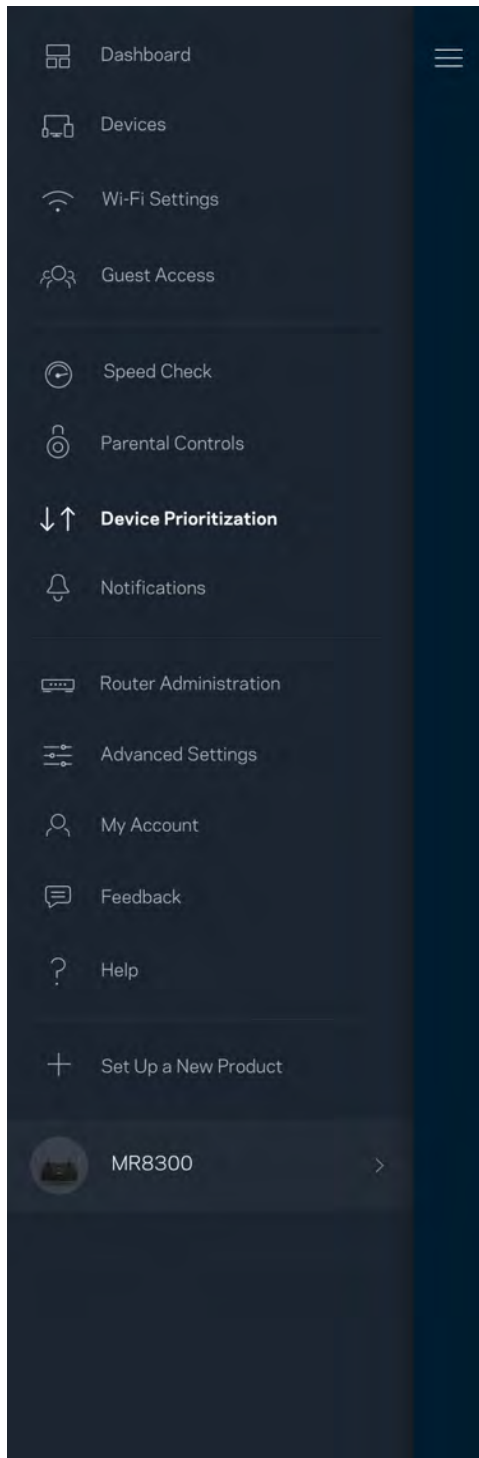 Dashboard
Devices
Wi-Fi Settings
Guest Access
Speed Check
Parental Controls
Device Prioritization
Notifications
Router Administration
Advanced Settings
My Account
Feedback
Help
Set Up a New Product
MR8300